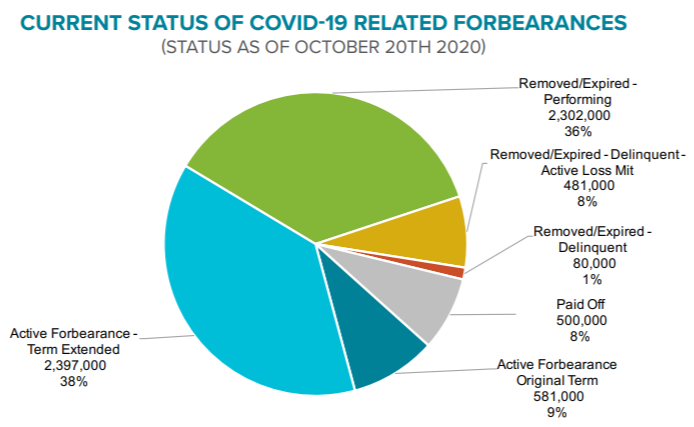 CURRENT STATUS OF COVID-19 RELATED FORBEARANCES
(STATUS AS OF OCTOBER 20TH 2020)
Removed/Expired -
Performing
2,302,000
36%
Removed/Expired - Delinquent -
Active Loss Mit
481,000
8%
Removed/Expired -
Delinquent
80,000
1%
Paid Off
500,000
8%
Active Forbearance
Original Term
581,000
9%
Active Forbearance -
Term Extended
2,397,000
38%